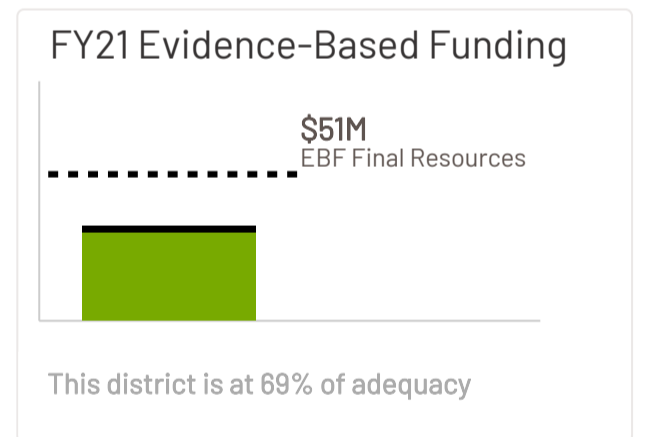 FY21 Evidence-Based Funding
$51M
EBF Final Resources
This district is at 69% of adequacy